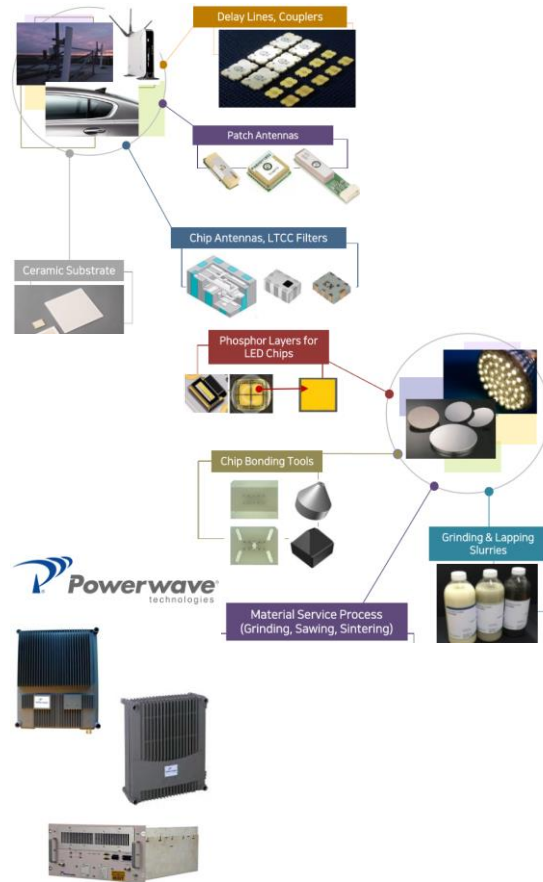 Delay Lines, Couplers
Patch Antennas
Chip Antennas, LTCC Filters
Ceramic Substrate
Phosphor Layers for
LED Chips
Chip Bonding Tools
Grinding & Lapping
Slurries
Powerwave®
technologies
Material Service Process
(Grinding, Sawing, Sintering)